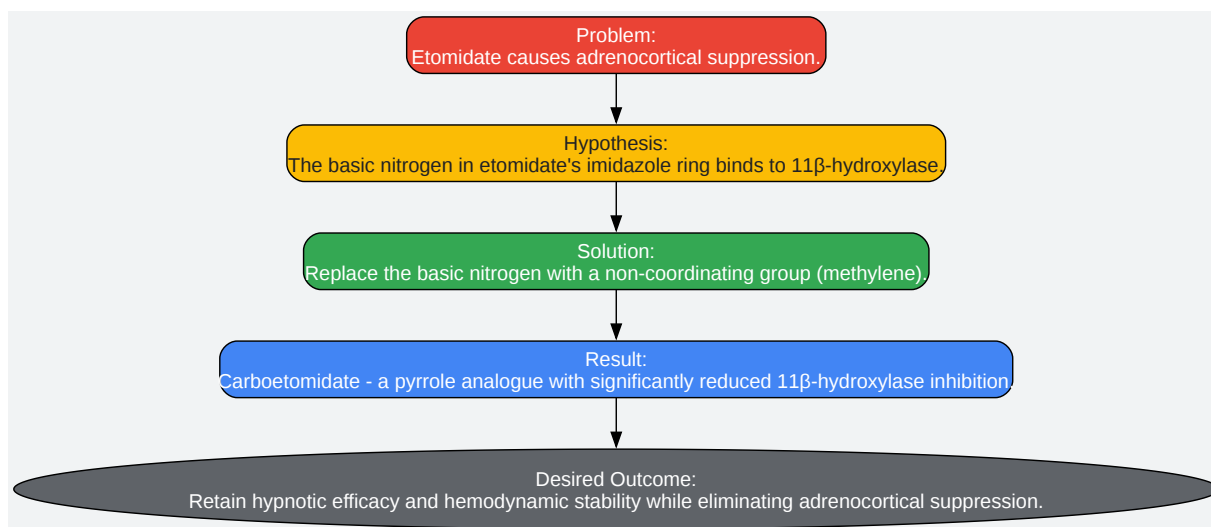 Problem:
Etomidate causes adrenocortical suppression.
Hypothesis:
The basic nitrogen in etomidate's imidazole ring binds to 11β-hydroxylase.
Solution:
Replace the basic nitrogen with a non-coordinating group (methylene).
Result:
Carboetomidate - a pyrrole analogue with significantly reduced 11β-hydroxylase inhibition.
Desired Outcome:
Retain hypnotic efficacy and hemodynamic stability while eliminating adrenocortical suppression.